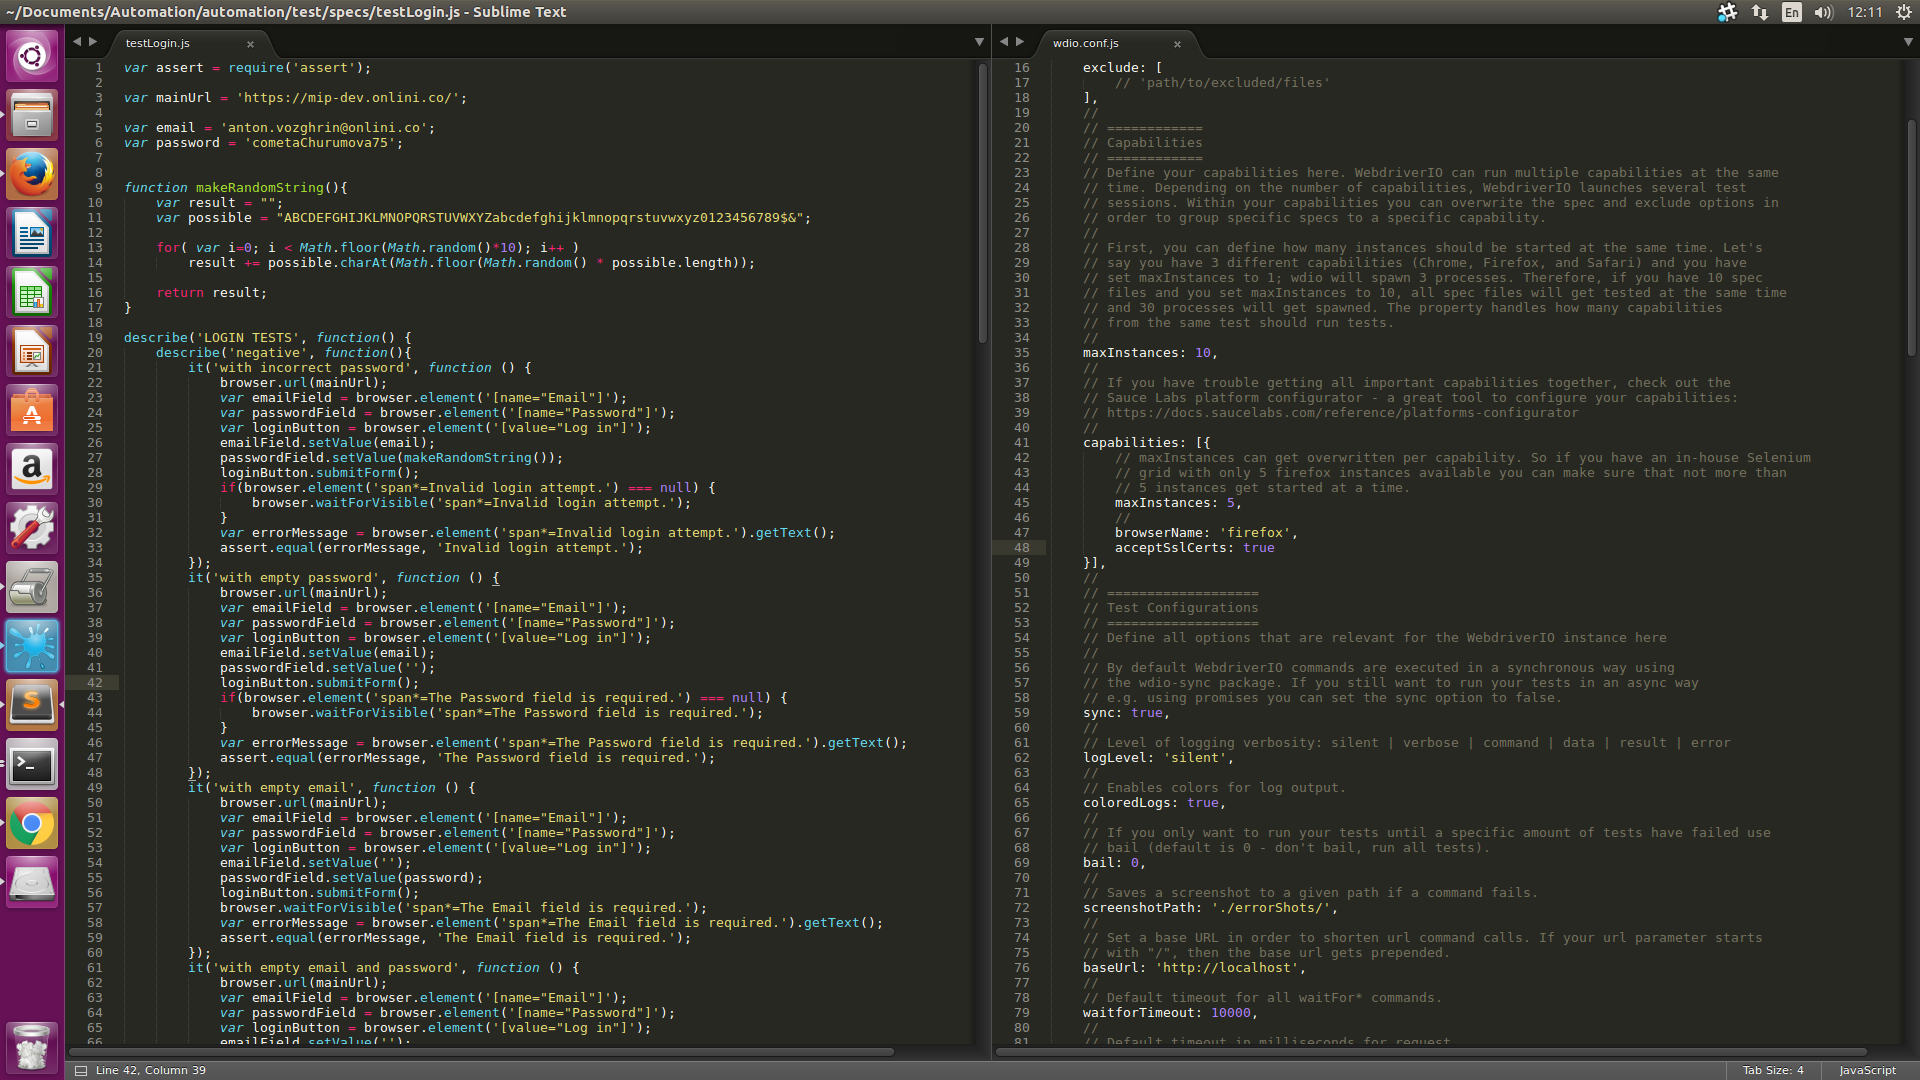 ~/Documents/Automation/automation/test/specs/testLogin.js - Sublime Text
En
12:11
testLogin.js
1 var assert = require('assert');
2
3 var mainUrl = 'https://mip-dev.onlini.co/';
4
5 var email = 'anton.vozghrin@onlini.co';
6 var password = 'cometaChurumova75';
7
8
9 function makeRandomString(){
10 var result = "";
11 var possible = "ABCDEFGHIJKLMNOPQRSTUVWXYZabcdefghijklmnopqrstuvwxyz0123456789$&";
12
13 for( var i=0; i < Math.floor(Math.random()*10); i++ )
14 result += possible.charAt(Math.floor(Math.random() * possible.length));
15
16 return result;
17 }
18
19 describe('LOGIN TESTS', function() {
20 describe('negative', function(){
21 it('with incorrect password', function () {
22 browser.url(mainUrl);
23 var emailField = browser.element('[name="Email"]');
24 var passwordField = browser.element('[name="Password"]');
25 var loginButton = browser.element('[value="Log in"]');
26 emailField.setValue(email);
27 passwordField.setValue(makeRandomString());
28 loginButton.submitForm();
29 if(browser.element('span*=Invalid login attempt.') === null) {
30 browser.waitForVisible('span*=Invalid login attempt.');
31 }
32 var errorMessage = browser.element('span*=Invalid login attempt.').getText();
33 assert.equal(errorMessage, 'Invalid login attempt.');
34 });
35 it('with empty password', function () {
36 browser.url(mainUrl);
37 var emailField = browser.element('[name="Email"]');
38 var passwordField = browser.element('[name="Password"]');
39 var loginButton = browser.element('[value="Log in"]');
40 emailField.setValue(email);
41 passwordField.setValue('');
42 loginButton.submitForm();
43 if(browser.element('span*=The Password field is required.') === null) {
44 browser.waitForVisible('span*=The Password field is required.');
45 }
46 var errorMessage = browser.element('span*=The Password field is required.').getText();
47 assert.equal(errorMessage, 'The Password field is required.');
48 });
49 it('with empty email', function () {
50 browser.url(mainUrl);
51 var emailField = browser.element('[name="Email"]');
52 var passwordField = browser.element('[name="Password"]');
53 var loginButton = browser.element('[value="Log in"]');
54 emailField.setValue('');
55 passwordField.setValue(password);
56 loginButton.submitForm();
57 browser.waitForVisible('span*=The Email field is required.');
58 var errorMessage = browser.element('span*=The Email field is required.').getText();
59 assert.equal(errorMessage, 'The Email field is required.');
60 });
61 it('with empty email and password', function () {
62 browser.url(mainUrl);
63 var emailField = browser.element('[name="Email"]');
64 var passwordField = browser.element('[name="Password"]');
65 var loginButton = browser.element('[value="Log in"]');
66 emailField.setValue('');
wdio.conf.js
16 exclude: [
17 // 'path/to/excluded/files'
18 ],
19 //
20 // ============
21 // Capabilities
22 // ============
23 // Define your capabilities here. WebdriverIO can run multiple capabilities at the same
24 // time. Depending on the number of capabilities, WebdriverIO launches several test
25 // sessions. Within your capabilities you can overwrite the spec and exclude options in
26 // order to group specific specs to a specific capability.
27 //
28 // First, you can define how many instances should be started at the same time. Let's
29 // say you have 3 different capabilities (Chrome, Firefox, and Safari) and you have
30 // set maxInstances to 1; wdio will spawn 3 processes. Therefore, if you have 10 spec
31 // files and you set maxInstances to 10, all spec files will get tested at the same time
32 // and 30 processes will get spawned. The property handles how many capabilities
33 // from the same test should run tests.
34 //
35 maxInstances: 10,
36 //
37 // If you have trouble getting all important capabilities together, check out the
38 // Sauce Labs platform configurator - a great tool to configure your capabilities:
39 // https://docs.saucelabs.com/reference/platforms-configurator
40 //
41 capabilities: [{
42 // maxInstances can get overwritten per capability. So if you have an in-house Selenium
43 // grid with only 5 firefox instances available you can make sure that not more than
44 // 5 instances get started at a time.
45 maxInstances: 5,
46 //
47 browserName: 'firefox',
48 acceptSslCerts: true
49 }],
50 //
51 // ===================
52 // Test Configurations
53 // ===================
54 // Define all options that are relevant for the WebdriverIO instance here
55 //
56 // By default WebdriverIO commands are executed in a synchronous way using
57 // the wdio-sync package. If you still want to run your tests in an async way
58 // e.g. using promises you can set the sync option to false.
59 sync: true,
60 //
61 // Level of logging verbosity: silent | verbose | command | data | result | error
62 logLevel: 'silent',
63 //
64 // Enables colors for log output.
65 coloredLogs: true,
66 //
67 // If you only want to run your tests until a specific amount of tests have failed use
68 // bail (default is 0 - don't bail, run all tests).
69 bail: 0,
70 //
71 // Saves a screenshot to a given path if a command fails.
72 screenshotPath: './errorShots/',
73 //
74 // Set a base URL in order to shorten url command calls. If your url parameter starts
75 // with "/", then the base url gets prepended.
76 baseUrl: 'http://localhost',
77 //
78 // Default timeout for all waitFor* commands.
79 waitforTimeout: 10000,
80 //
81 // Default timeout in milliseconds for request
Line 42, Column 39
Tab Size: 4
JavaScript